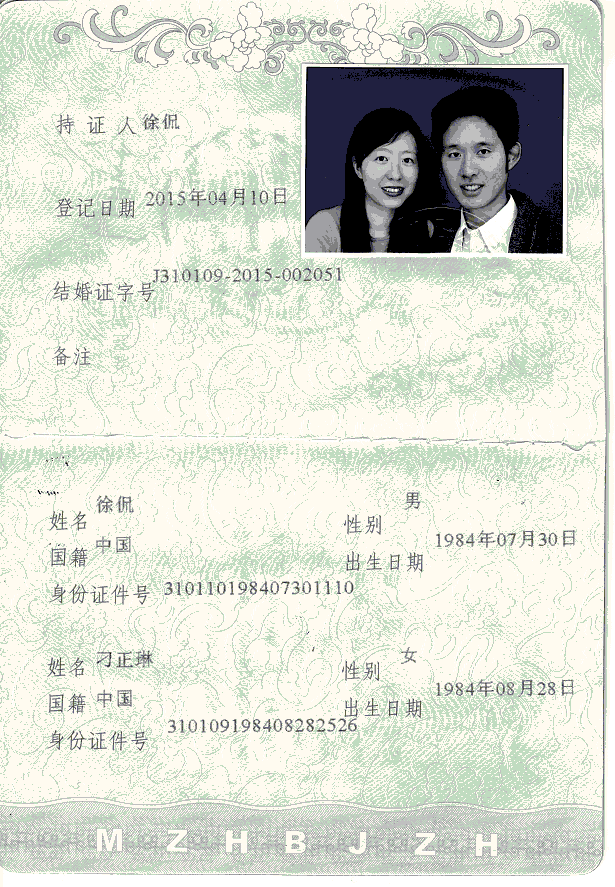 持证人 徐侃
登记日期 2015年04月10日
结婚证字号 J310109-2015-002051
备注
姓名 徐侃 性别 男
国籍 中国 出生日期 1984年07月30日
身份证件号 310110198407301110
姓名 刁正琳 性别 女
国籍 中国 出生日期 1984年08月28日
身份证件号 310109198408282526
MZHBJZH